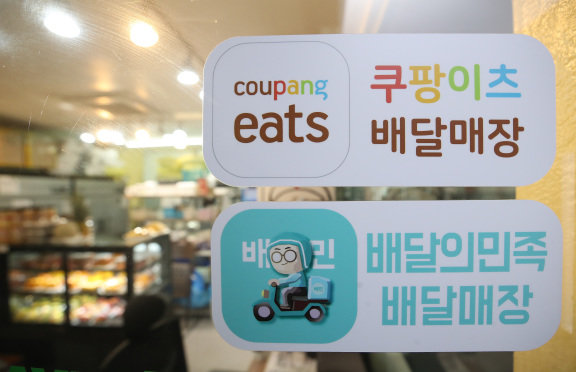 coupang
eats
쿠팡이츠
배달매장
배
민
배달의민족
배달매장